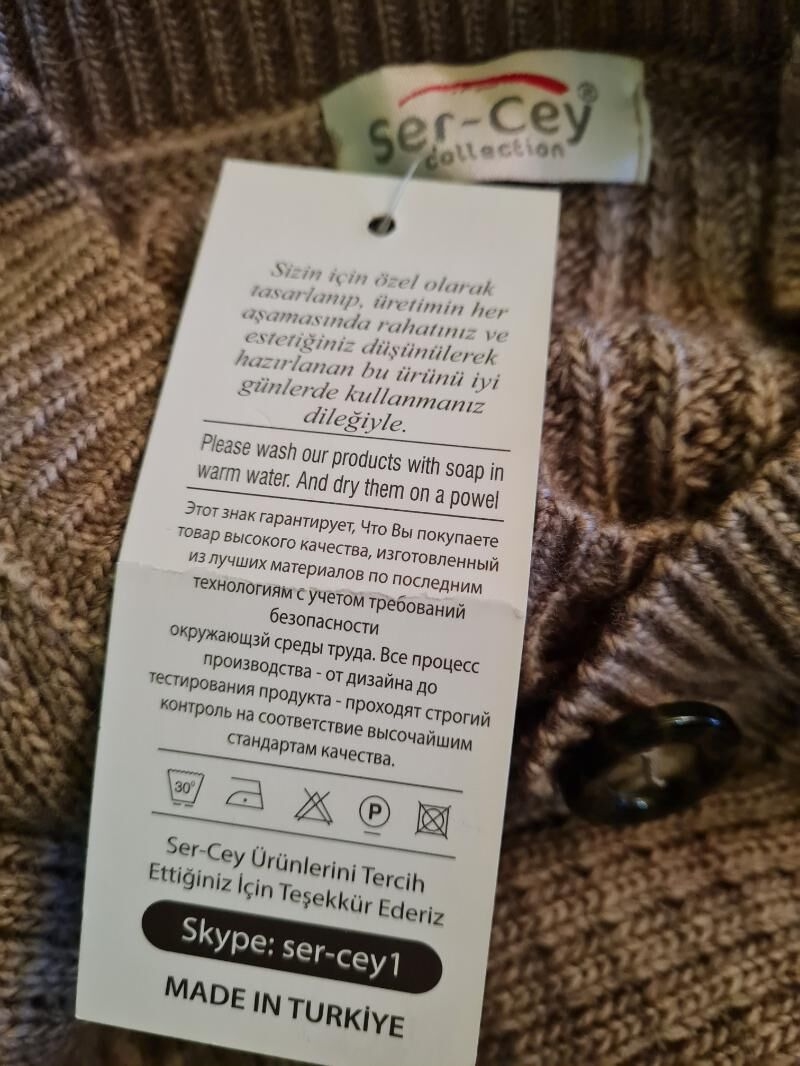 Ser-Cey®
collection
Sizin için özel olarak
tasarlanıp, üretimin her
aşamasında rahatınız ve
estetiğiniz düşünülerek
hazırlanan bu ürünü iyi
günlerde kullanmanız
dileğiyle.
Please wash our products with soap in
warm water. And dry them on a powel
Этот знак гарантирует, Что Вы покупаете
товар высокого качества, изготовленный
из лучших материалов по последним
технологиям с учетом требований
безопасности
окружающзй среды труда. Все процесс
производства - от дизайна до
тестирования продукта - проходят строгий
контроль на соответствие высочайшим
стандартам качества.
30° P
Ser-Cey Ürünlerini Tercih
Ettiğiniz İçin Teşekkür Ederiz
Skype: ser-cey1
MADE IN TURKİYE